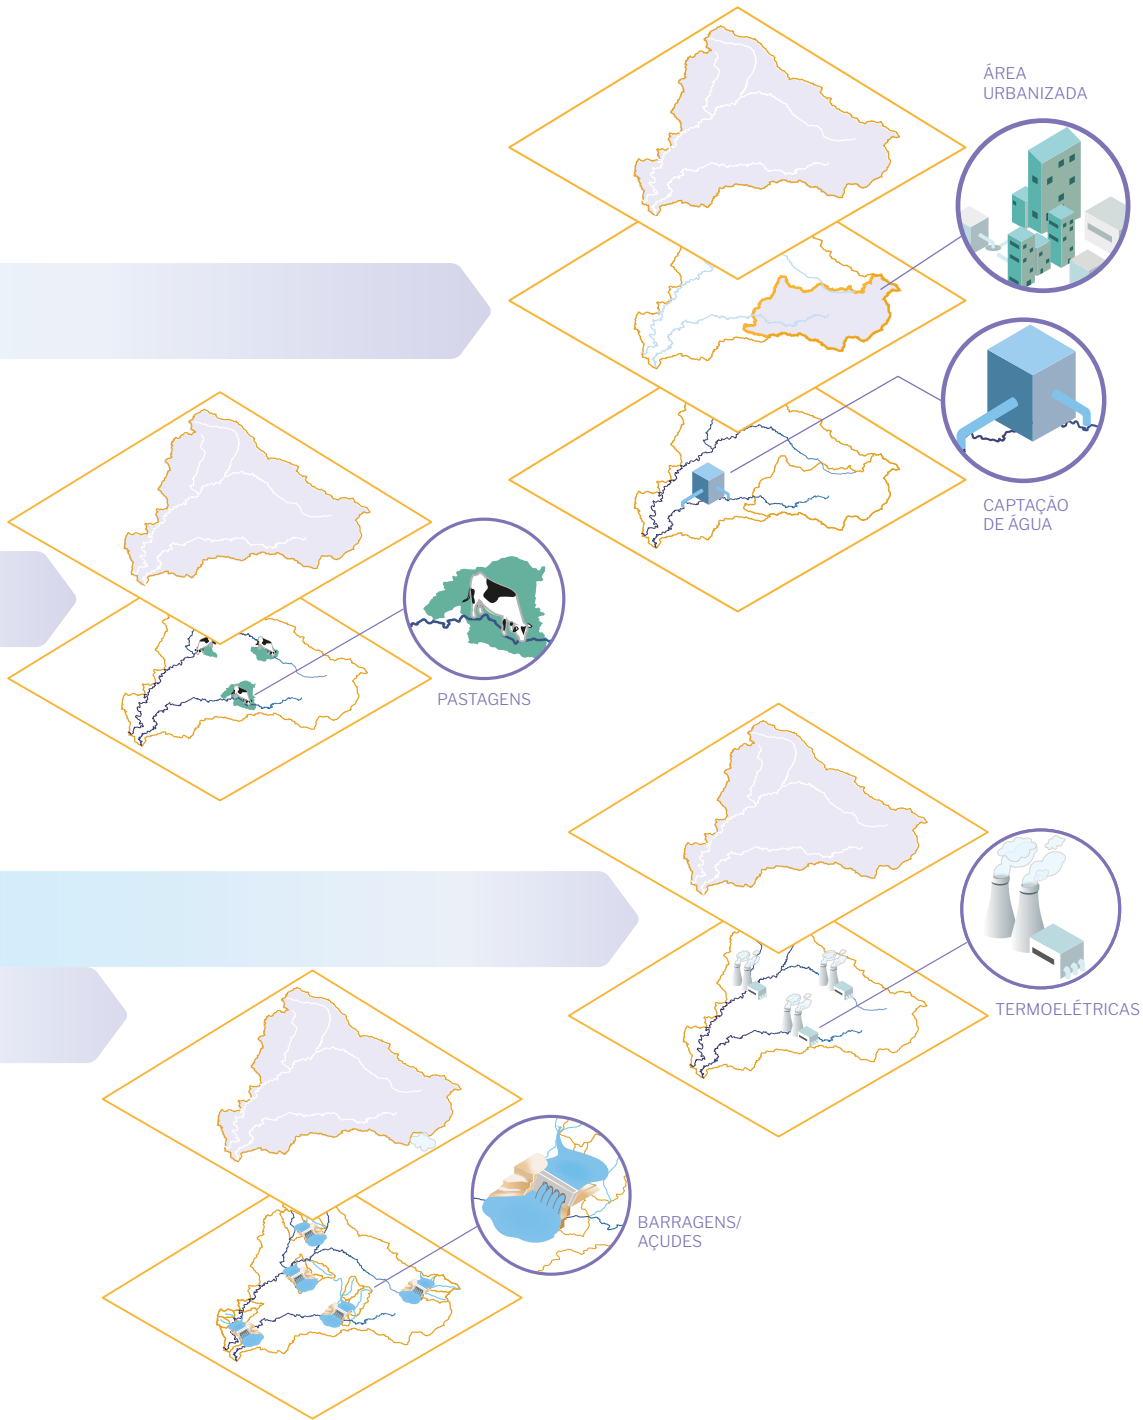 ÁREA
URBANIZADA
CAPTAÇÃO
DE ÁGUA
PASTAGENS
TERMOELÉTRICAS
BARRAGENS/
AÇUDES